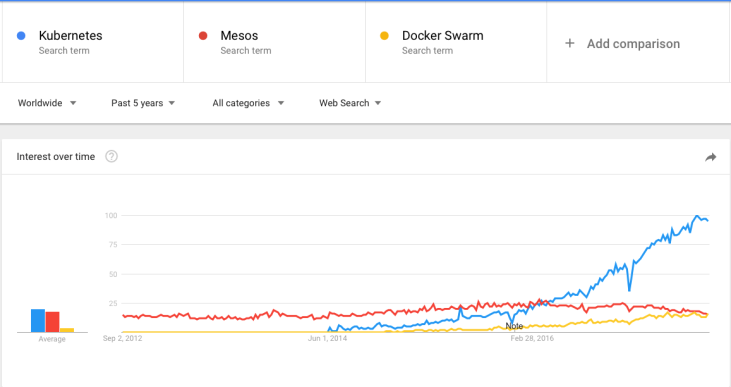 Kubernetes
Search term
Mesos
Search term
Docker Swarm
Search term
+ Add comparison
Worldwide
Past 5 years
All categories
Web Search
Interest over time ?
100
75
50
25
Note
Average
Sep 2, 2012
Jun 1, 2014
Feb 28, 2016